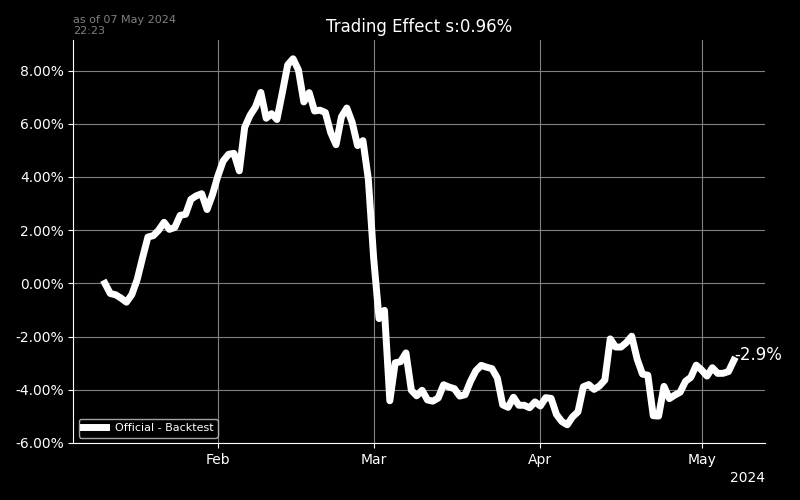 as of 07 May 2024
22:23
Trading Effect s:0.96%
8.00%
6.00%
4.00%
2.00%
0.00%
-2.00%
-4.00%
-6.00%
-2.9%
Official - Backtest
Feb
Mar
Apr
May
2024